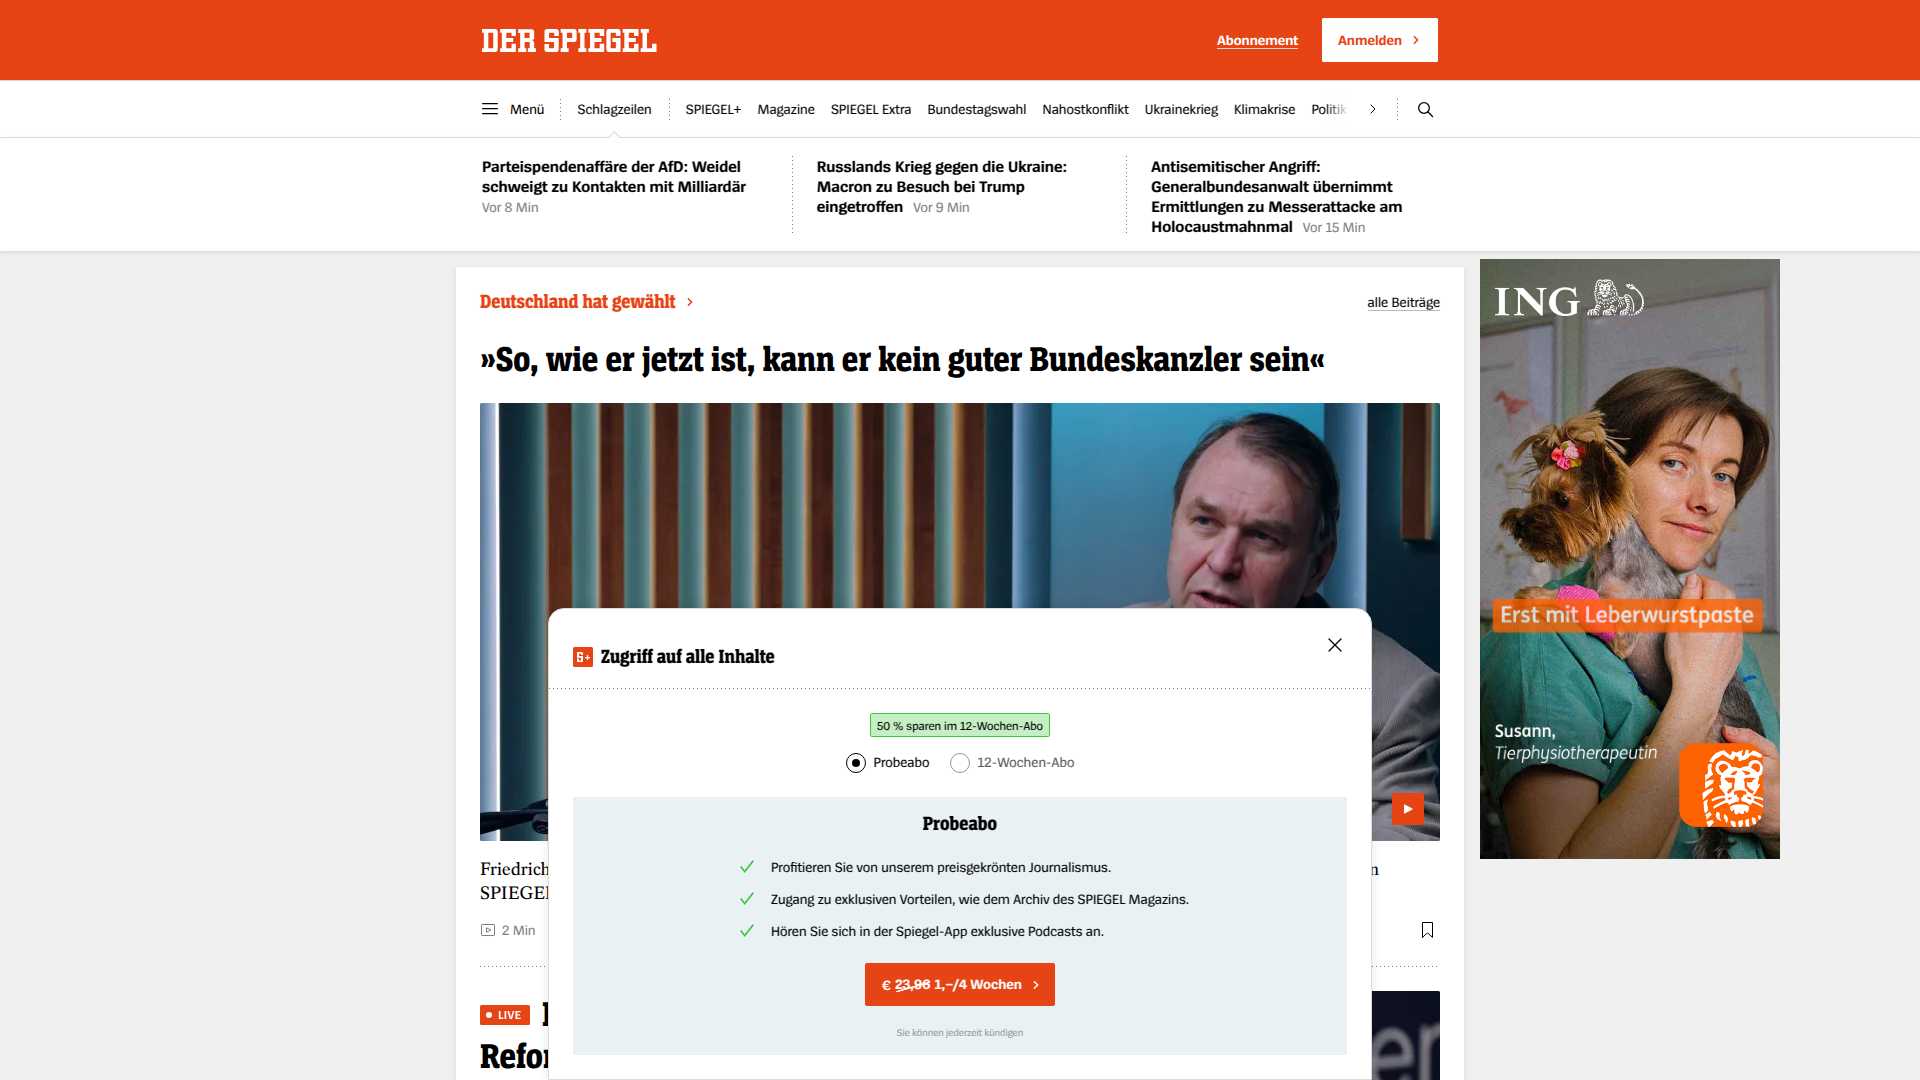 DER SPIEGEL
Abonnement
Anmelden
Menü
Schlagzeilen
SPIEGEL+
Magazine
SPIEGEL Extra
Bundestagswahl
Nahostkonflikt
Ukrainekrieg
Klimakrise
Politik
Parteispendenaffäre der AfD: Weidel
schweigt zu Kontakten mit Milliardär
Vor 8 Min
Russlands Krieg gegen die Ukraine:
Macron zu Besuch bei Trump
eingetroffen Vor 9 Min
Antisemitischer Angriff:
Generalbundesanwalt übernimmt
Ermittlungen zu Messerattacke am
Holocaustmahnmal Vor 15 Min
Deutschland hat gewählt
alle Beiträge
»So, wie er jetzt ist, kann er kein guter Bundeskanzler sein«
ING
Erst mit Leberwurstpaste
Susann,
Tierphysiotherapeutin
Zugriff auf alle Inhalte
50 % sparen im 12-Wochen-Abo
Probeabo
12-Wochen-Abo
Probeabo
Profitieren Sie von unserem preisgekrönten Journalismus.
Zugang zu exklusiven Vorteilen, wie dem Archiv des SPIEGEL Magazins.
Hören Sie sich in der Spiegel-App exklusive Podcasts an.
€ 23,96 1,–/4 Wochen
Sie können jederzeit kündigen
Friedrich
SPIEGEL
2 Min
LIVE